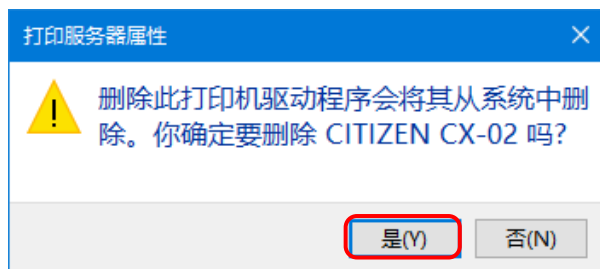 打印服务器属性
删除此打印机驱动程序会将其从系统中删
除。你确定要删除 CITIZEN CX-02 吗?
是(Y)
否(N)